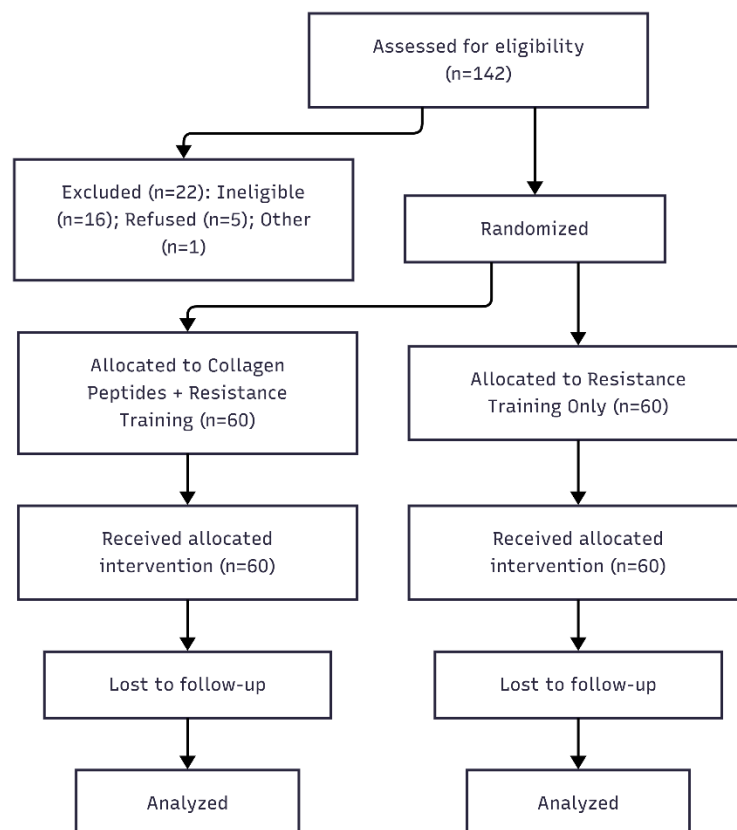 Assessed for eligibility
(n=142)
Excluded (n=22): Ineligible
(n=16); Refused (n=5); Other
(n=1)
Randomized
Allocated to Collagen
Peptides + Resistance
Training (n=60)
Allocated to Resistance
Training Only (n=60)
Received allocated
intervention (n=60)
Received allocated
intervention (n=60)
Lost to follow-up
Lost to follow-up
Analyzed
Analyzed